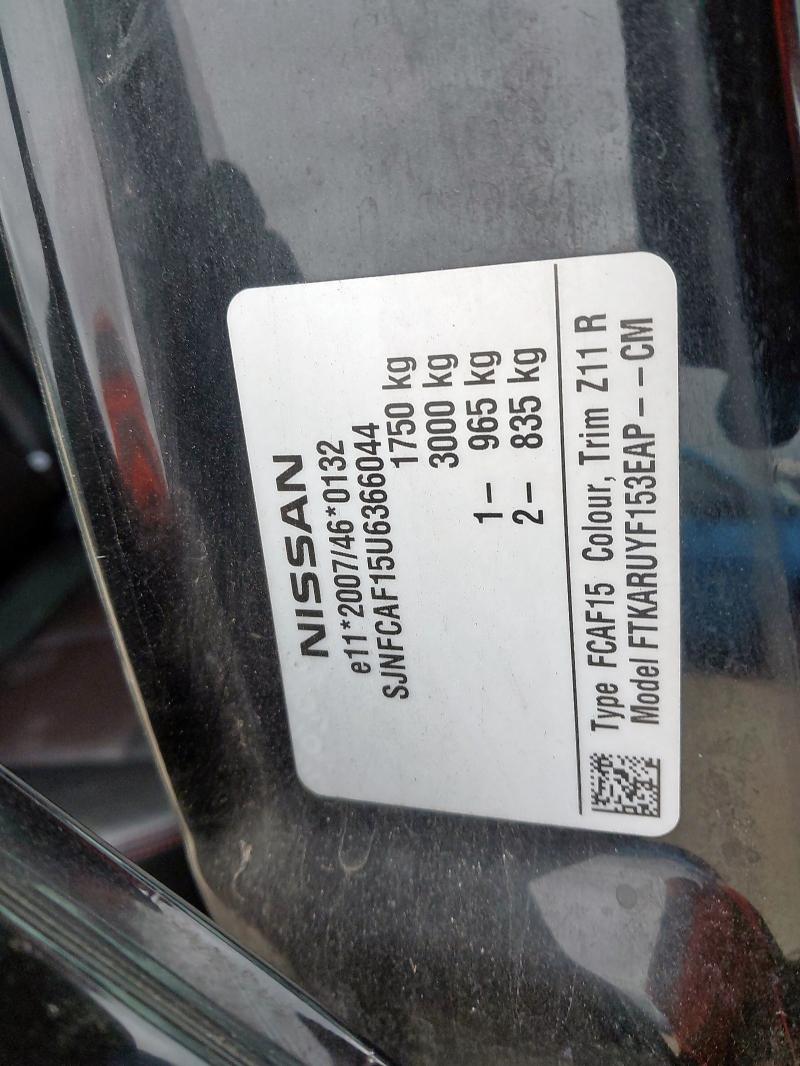 NISSAN
e11*2007/46*0132
SJNFCAF15U6366044
1750 kg
3000 kg
1– 965 kg
2– 835 kg
Type FCAF15 Colour, Trim Z11 R
Model FTKARUYF153EAP - - CM